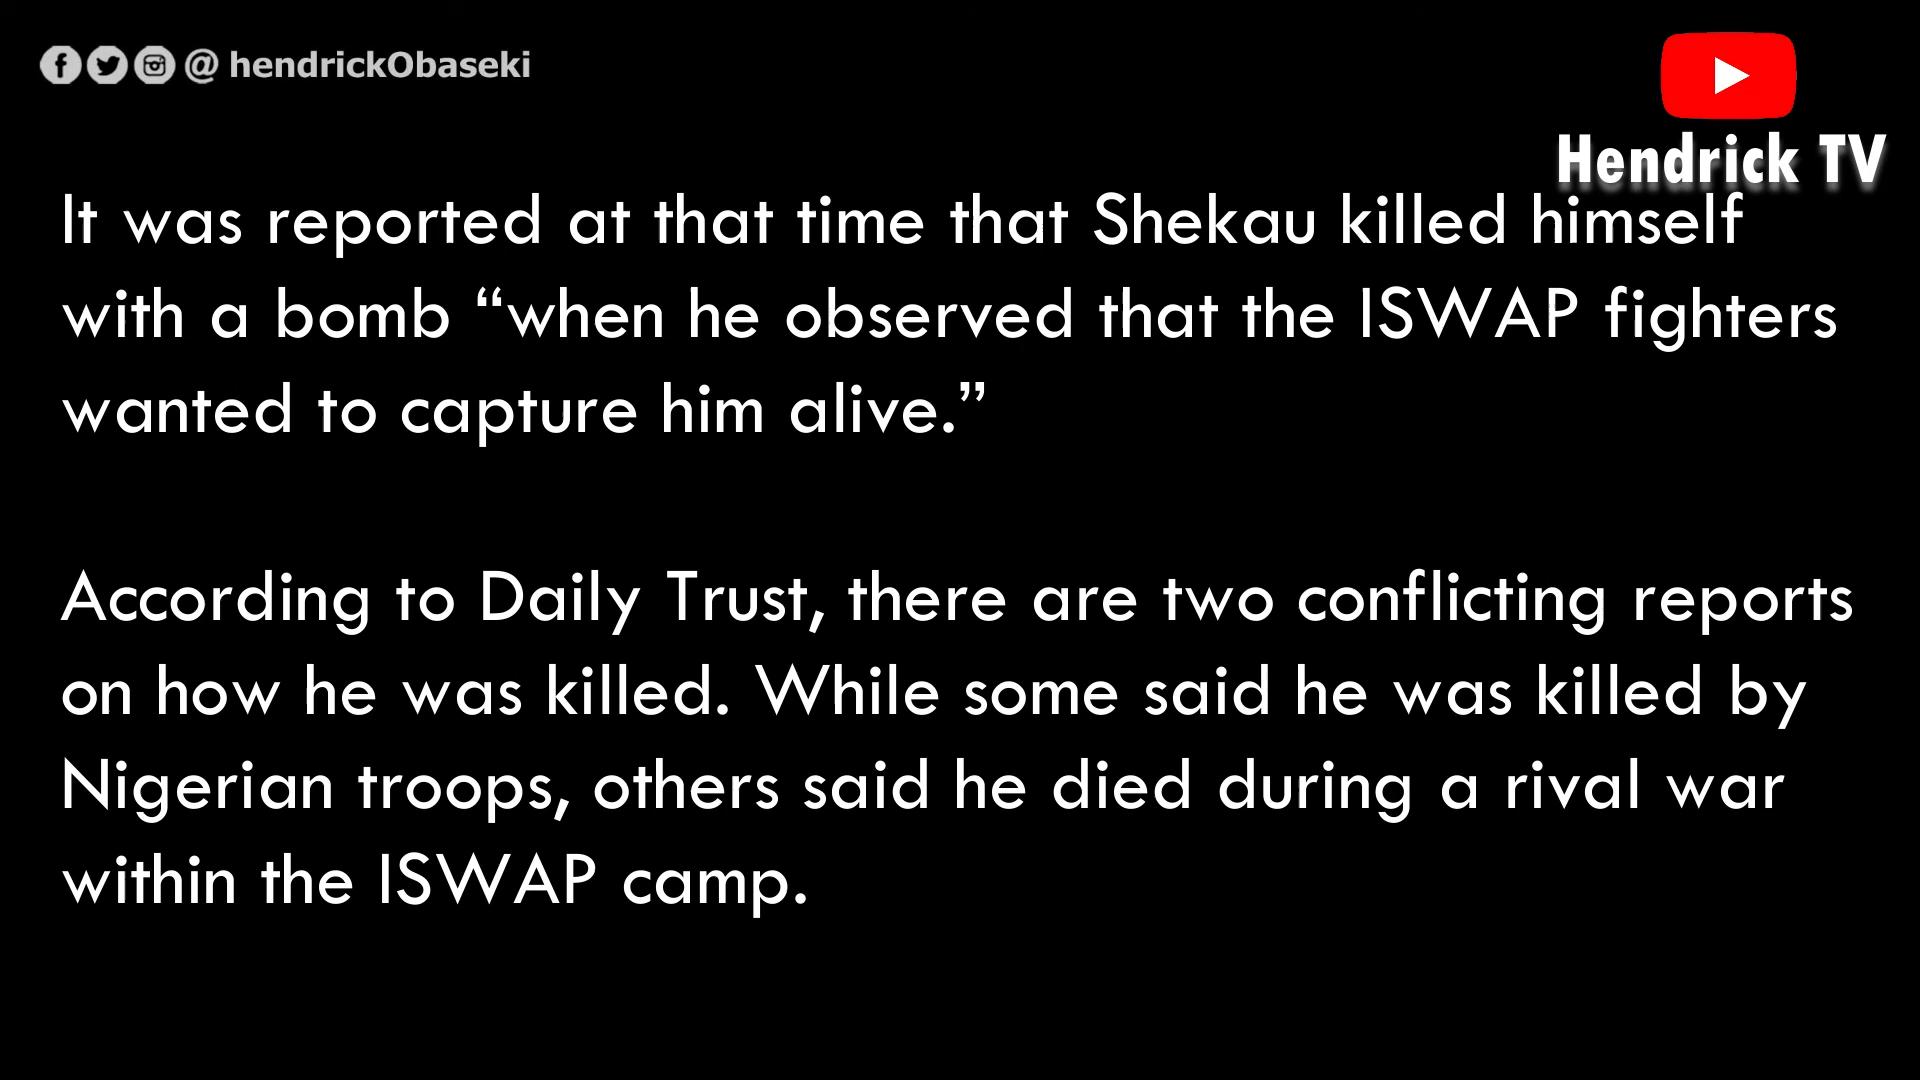 @ hendrickObaseki
Hendrick TV
It was reported at that time that Shekau killed himself
with a bomb “when he observed that the ISWAP fighters
wanted to capture him alive.”
According to Daily Trust, there are two conflicting reports
on how he was killed. While some said he was killed by
Nigerian troops, others said he died during a rival war
within the ISWAP camp.